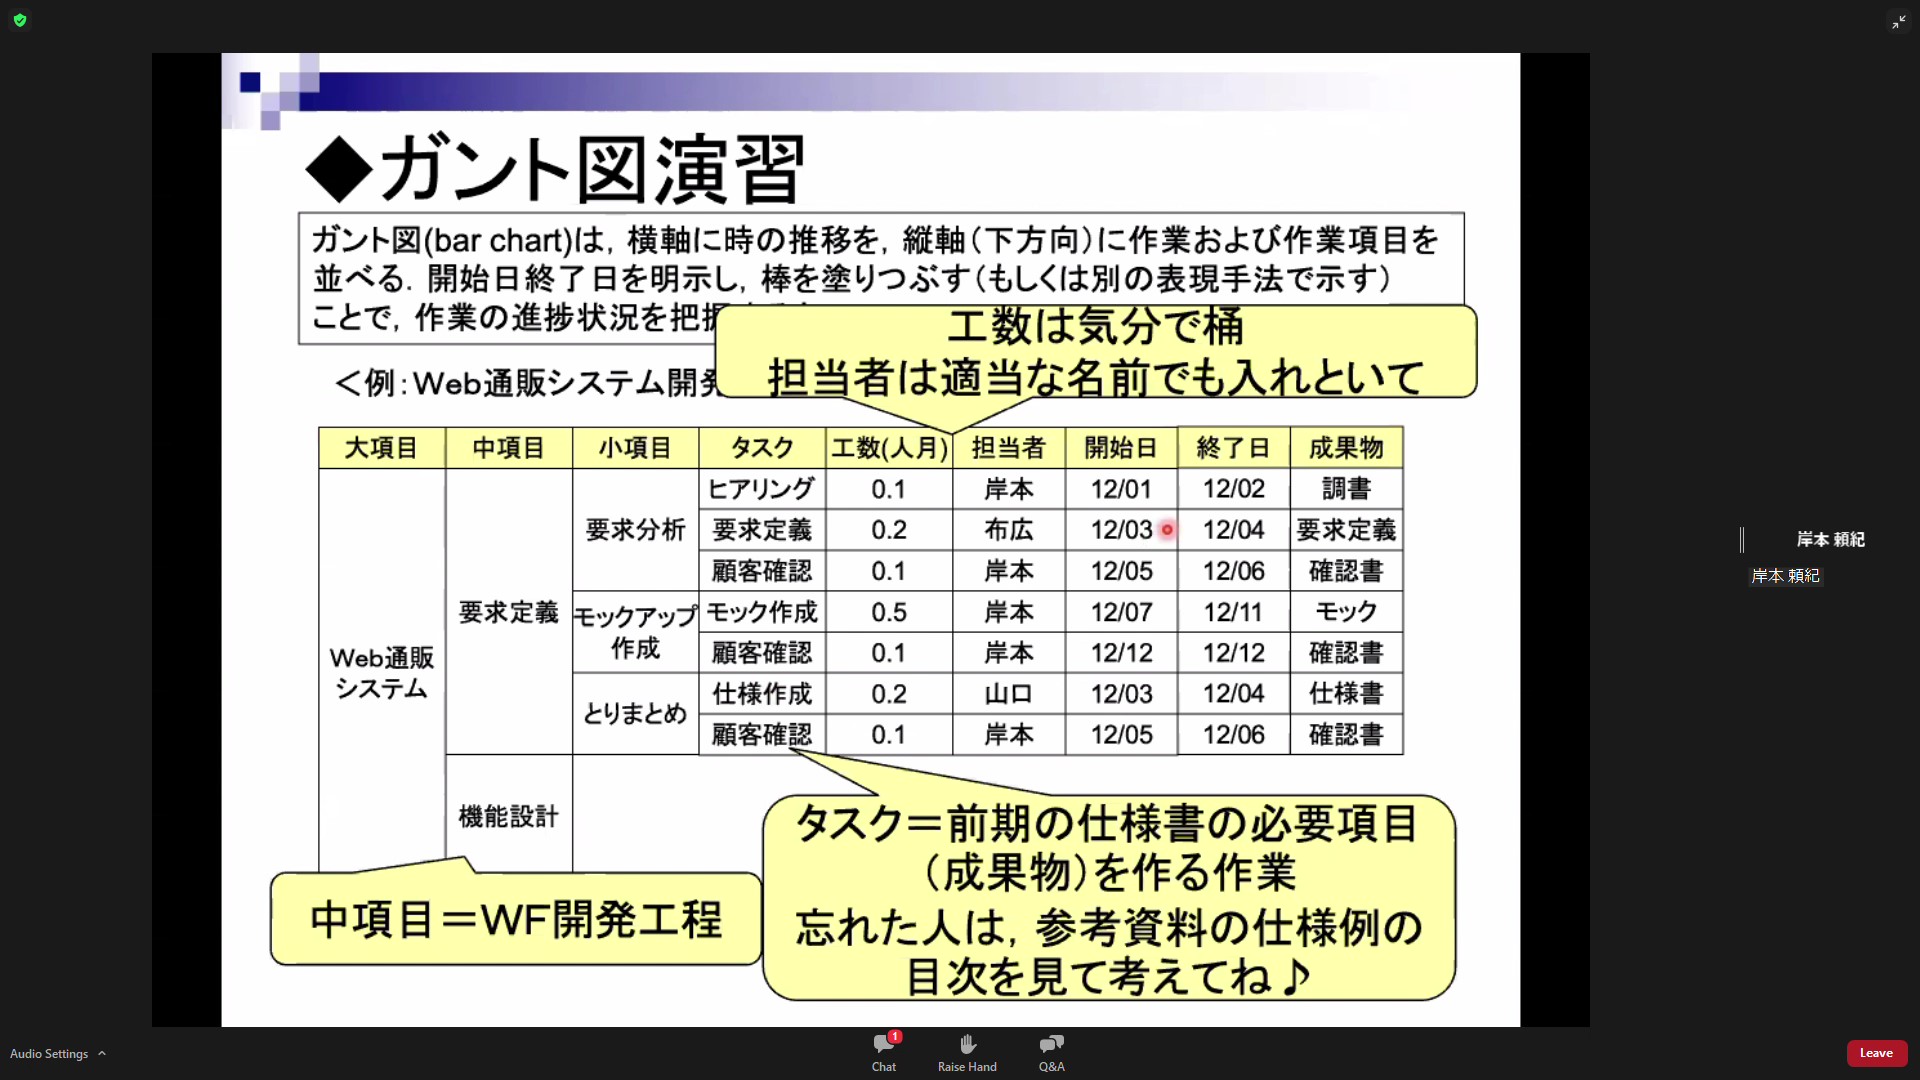 ◆ガント図演習
ガント図(bar chart)は，横軸に時の推移を，縦軸（下方向）に作業および作業項目を
並べる．開始日終了日を明示し，棒を塗りつぶす（もしくは別の表現手法で示す）
ことで，作業の進捗状況を把
工数は気分で桶
担当者は適当な名前でも入れといて
＜例：Web通販システム開発
大項目 中項目 小項目 タスク 工数(人月) 担当者 開始日 終了日 成果物
Web通販
システム
要求定義
要求分析
ヒアリング 0.1 岸本 12/01 12/02 調書
要求定義 0.2 布広 12/03 12/04 要求定義
顧客確認 0.1 岸本 12/05 12/06 確認書
モックアップ
作成
モック作成 0.5 岸本 12/07 12/11 モック
顧客確認 0.1 岸本 12/12 12/12 確認書
とりまとめ
仕様作成 0.2 山口 12/03 12/04 仕様書
顧客確認 0.1 岸本 12/05 12/06 確認書
機能設計
中項目＝WF開発工程
タスク＝前期の仕様書の必要項目
（成果物）を作る作業
忘れた人は，参考資料の仕様例の
目次を見て考えてね♪
岸本 頼紀
岸本 頼紀
Audio Settings
1
Chat
Raise Hand
Q&A
Leave